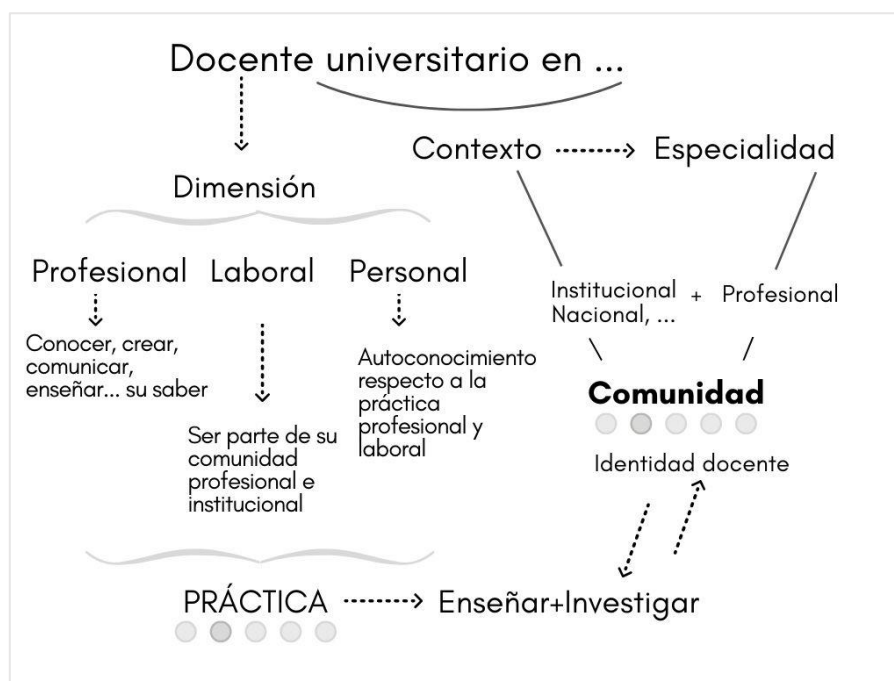 Docente universitario en ...
Contexto
Especialidad
Dimensión
Profesional
Laboral
Personal
Conocer, crear,
comunicar,
enseñar... su saber
Ser parte de su
comunidad
profesional e
institucional
Autoconocimiento
respecto a la
práctica
profesional y
laboral
Institucional
Nacional, ...
+
Profesional
Comunidad
Identidad docente
PRÁCTICA
Enseñar+Investigar